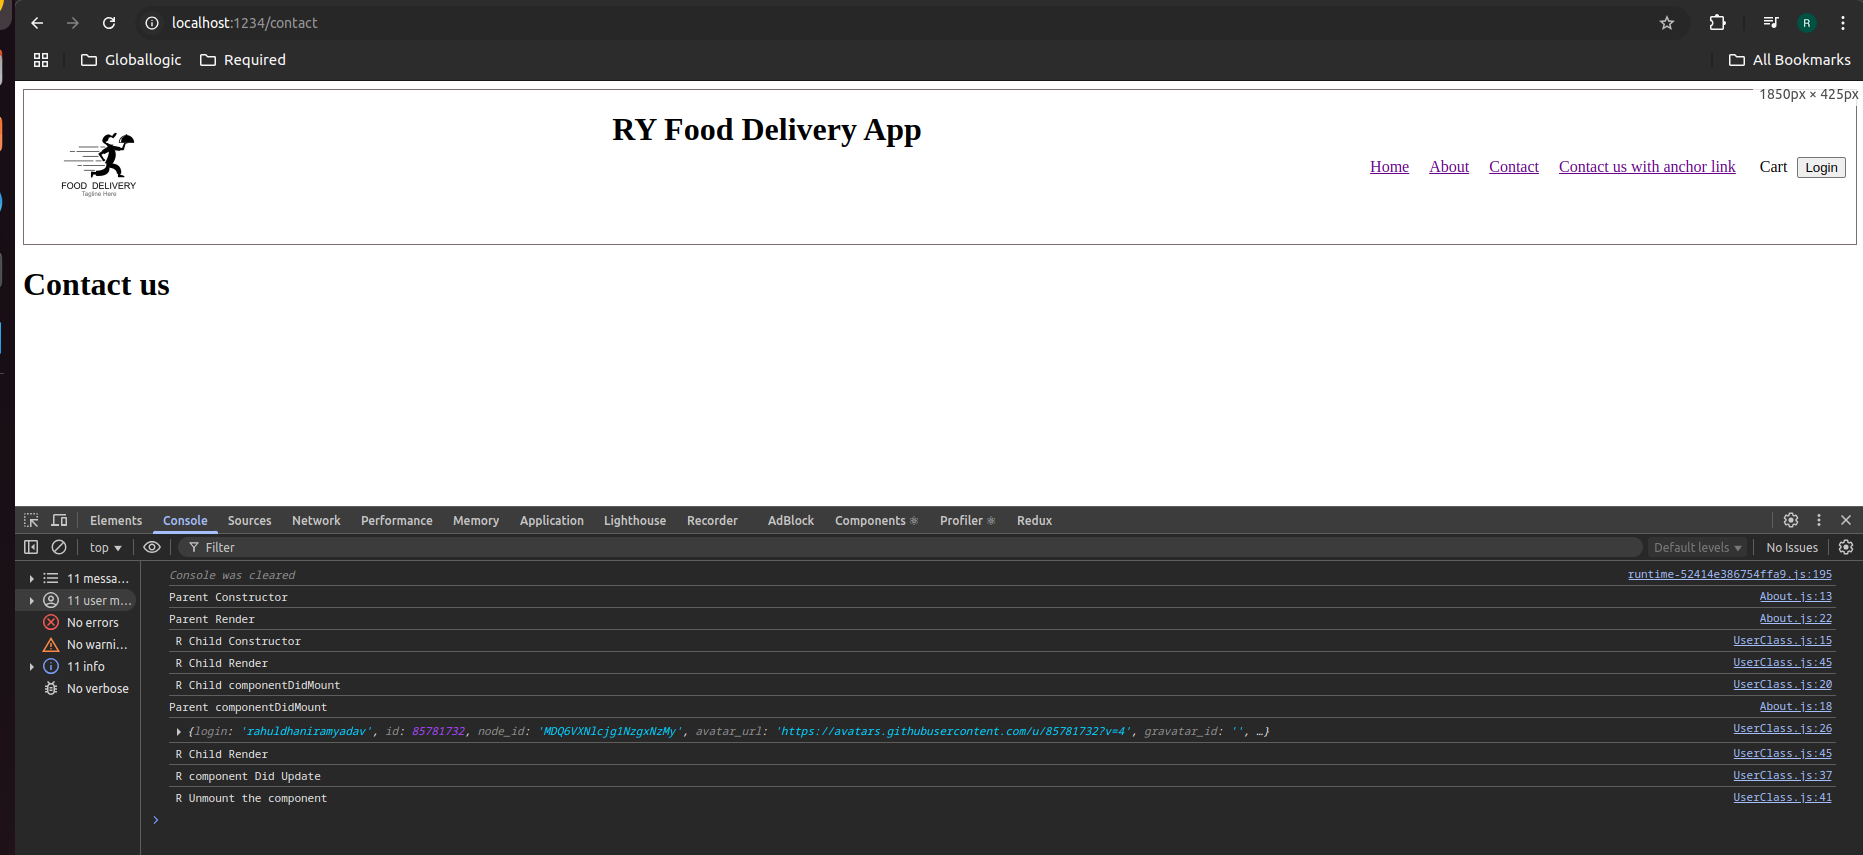 localhost:1234/contact
R
Globallogic Required All Bookmarks
1850px × 425px
RY Food Delivery App
FOOD DELIVERY
Tagline Here
Home About Contact Contact us with anchor link Cart Login
Contact us
Elements Console Sources Network Performance Memory Application Lighthouse Recorder AdBlock Components Profiler Redux
top Filter Default levels No Issues
11 messa...
11 user m...
No errors
No warni...
11 info
No verbose
Console was cleared runtime-52414e386754ffa9.js:195
Parent Constructor About.js:13
Parent Render About.js:22
R Child Constructor UserClass.js:15
R Child Render UserClass.js:45
R Child componentDidMount UserClass.js:20
Parent componentDidMount About.js:18
{login: 'rahuldhaniramyadav', id: 85781732, node_id: 'MDQ6VXNlcjg1NzgxNzMy', avatar_url: 'https://avatars.githubusercontent.com/u/85781732?v=4', gravatar_id: '', …} UserClass.js:26
R Child Render UserClass.js:45
R component Did Update UserClass.js:37
R Unmount the component UserClass.js:41